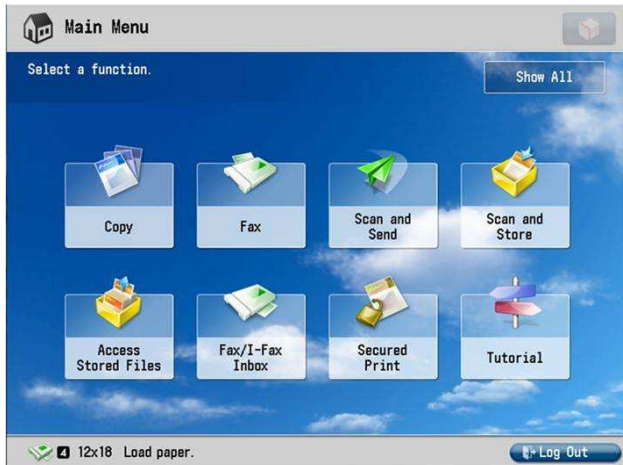 Main Menu
Select a function.
Show All
Copy
Fax
Scan and
Send
Scan and
Store
Access
Stored Files
Fax/I-Fax
Inbox
Secured
Print
Tutorial
4 12x18 Load paper.
Log Out